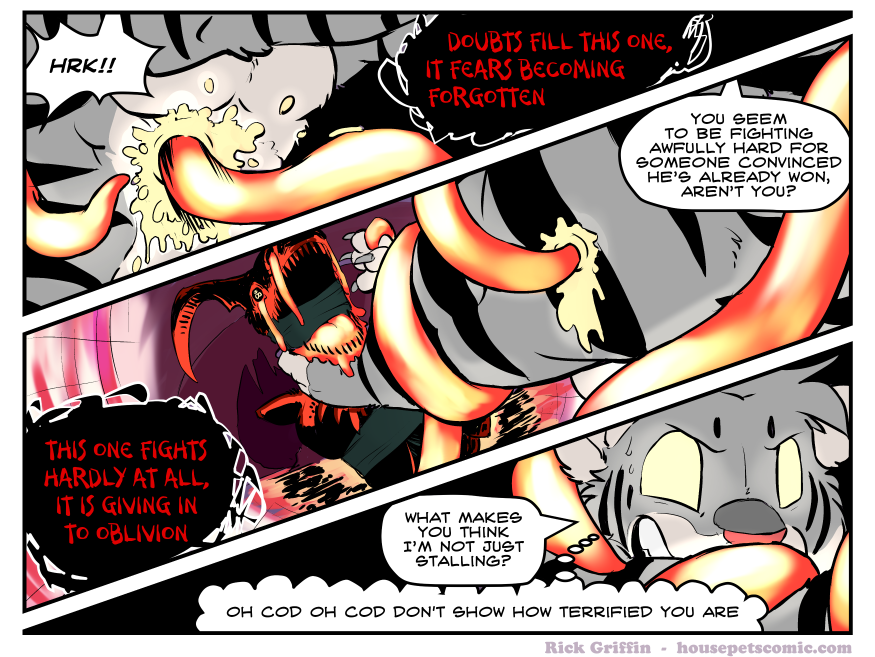 HRK!!
DOUBTS FILL THIS ONE,
IT FEARS BECOMING
FORGOTTEN
YOU SEEM
TO BE FIGHTING
AWFULLY HARD FOR
SOMEONE CONVINCED
HE'S ALREADY WON,
AREN'T YOU?
THIS ONE FIGHTS
HARDLY AT ALL,
IT IS GIVING IN
TO OBLIVION
WHAT MAKES
YOU THINK
I'M NOT JUST
STALLING?
OH COD OH COD DON'T SHOW HOW TERRIFIED YOU ARE
Rick Griffin - housepetscomic.com